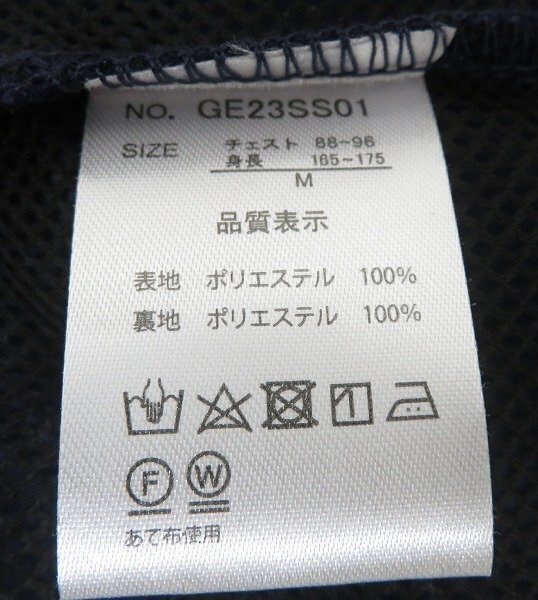 NO. GE23SS01
SIZE チェスト 88~96
身長 165~175
M
品質表示
表地 ポリエステル 100%
裏地 ポリエステル 100%
F W
あて布使用